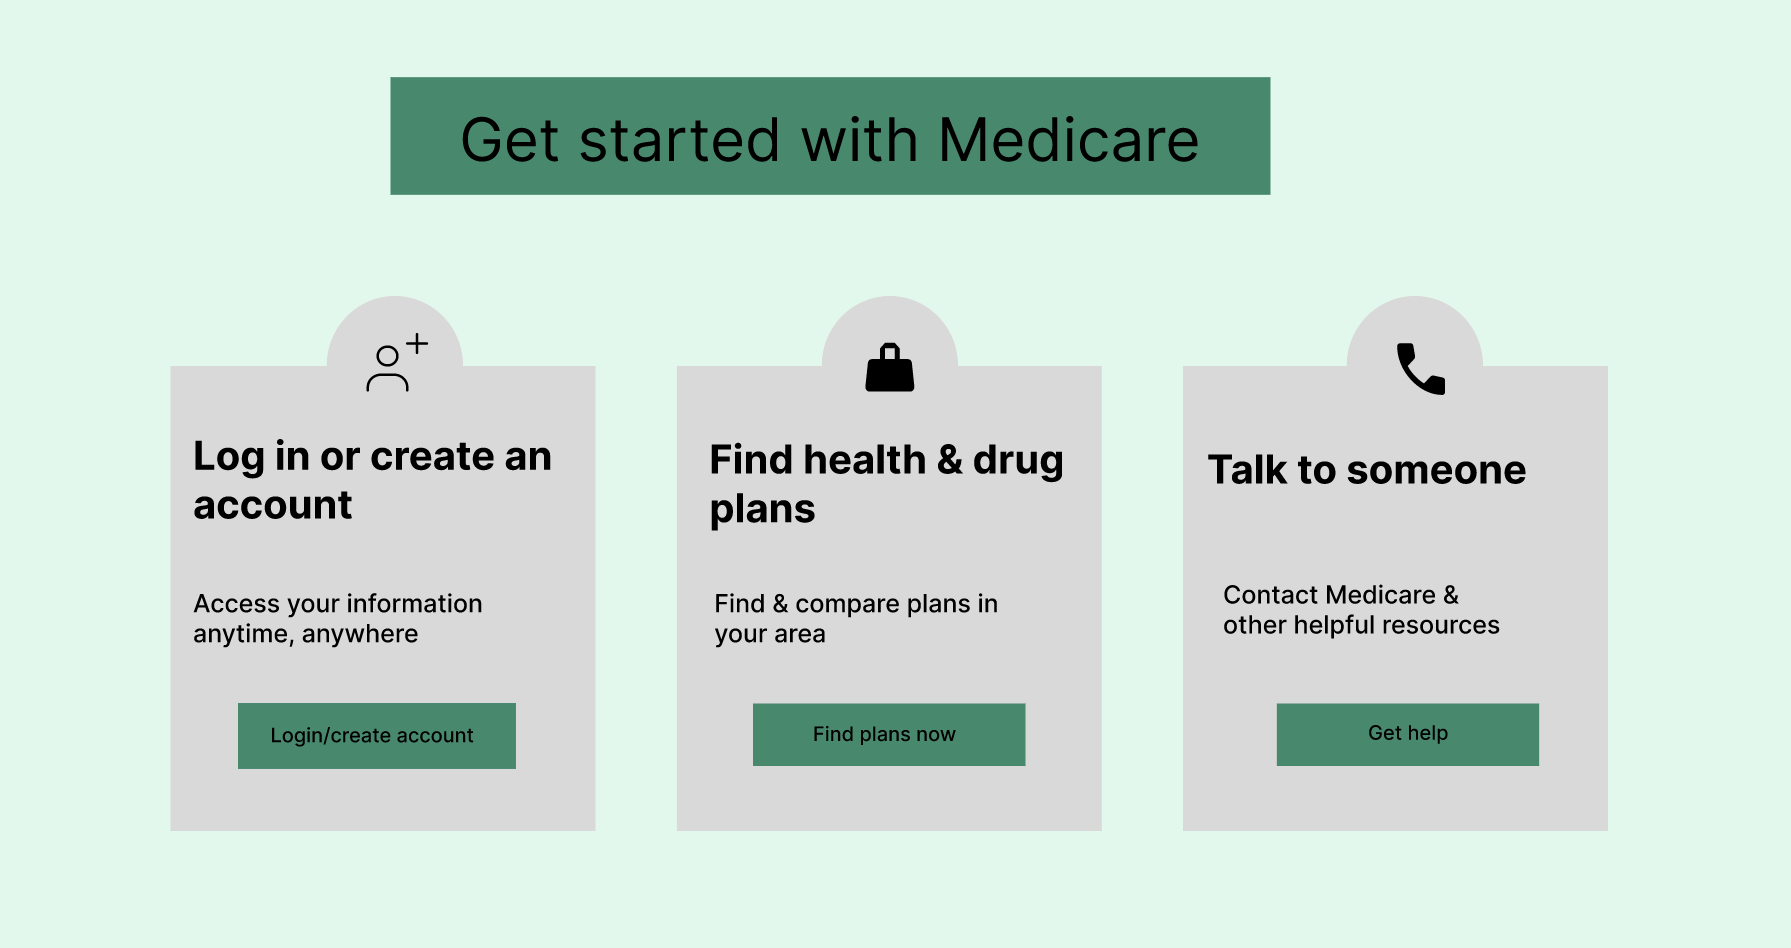 Get started with Medicare
Log in or create an
account
Access your information
anytime, anywhere
Login/create account
Find health & drug
plans
Find & compare plans in
your area
Find plans now
Talk to someone
Contact Medicare &
other helpful resources
Get help